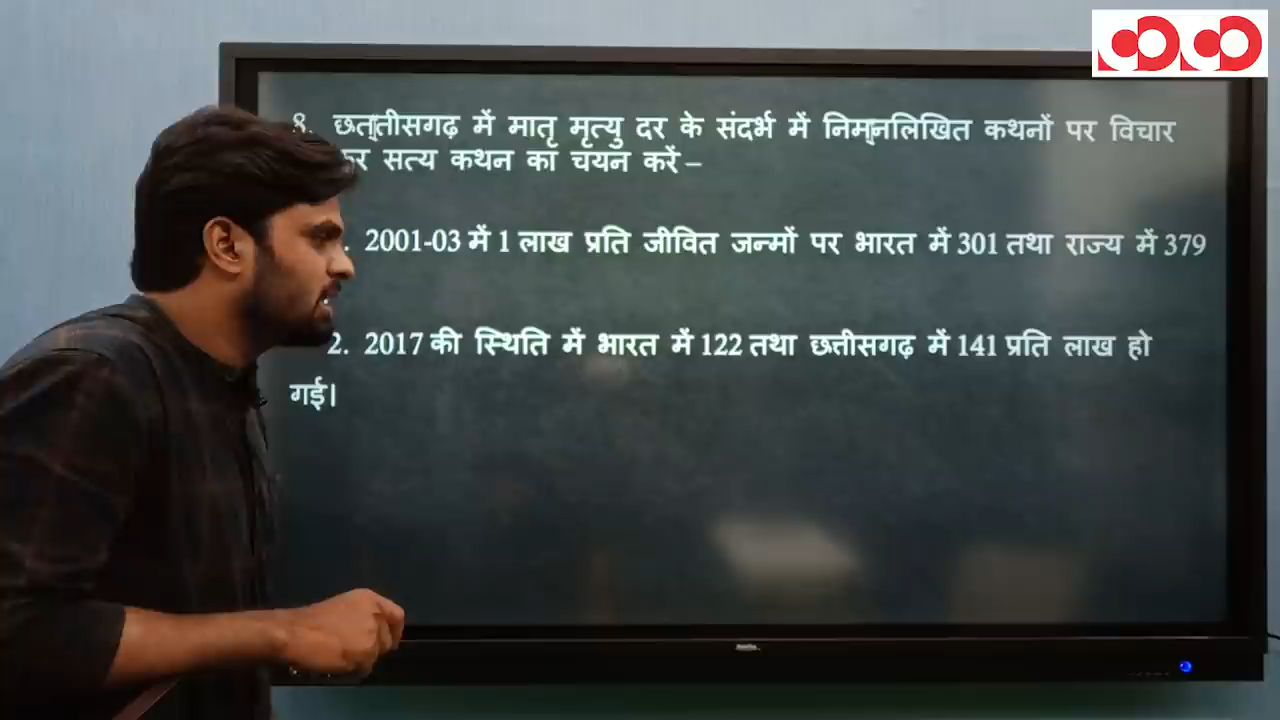 8. छत्‌तीसगढ़ में मातृ मृत्यु दर के संदर्भ में निम्‌नलिखित कथनों पर विचार
सत्य कथन का चयन करें –
2001-03 में 1 लाख प्रति जीवित जन्मों पर भारत में 301 तथा राज्य में 379
2. 2017 की स्थिति में भारत में 122 तथा छत्तीसगढ़ में 141 प्रति लाख हो
गई।